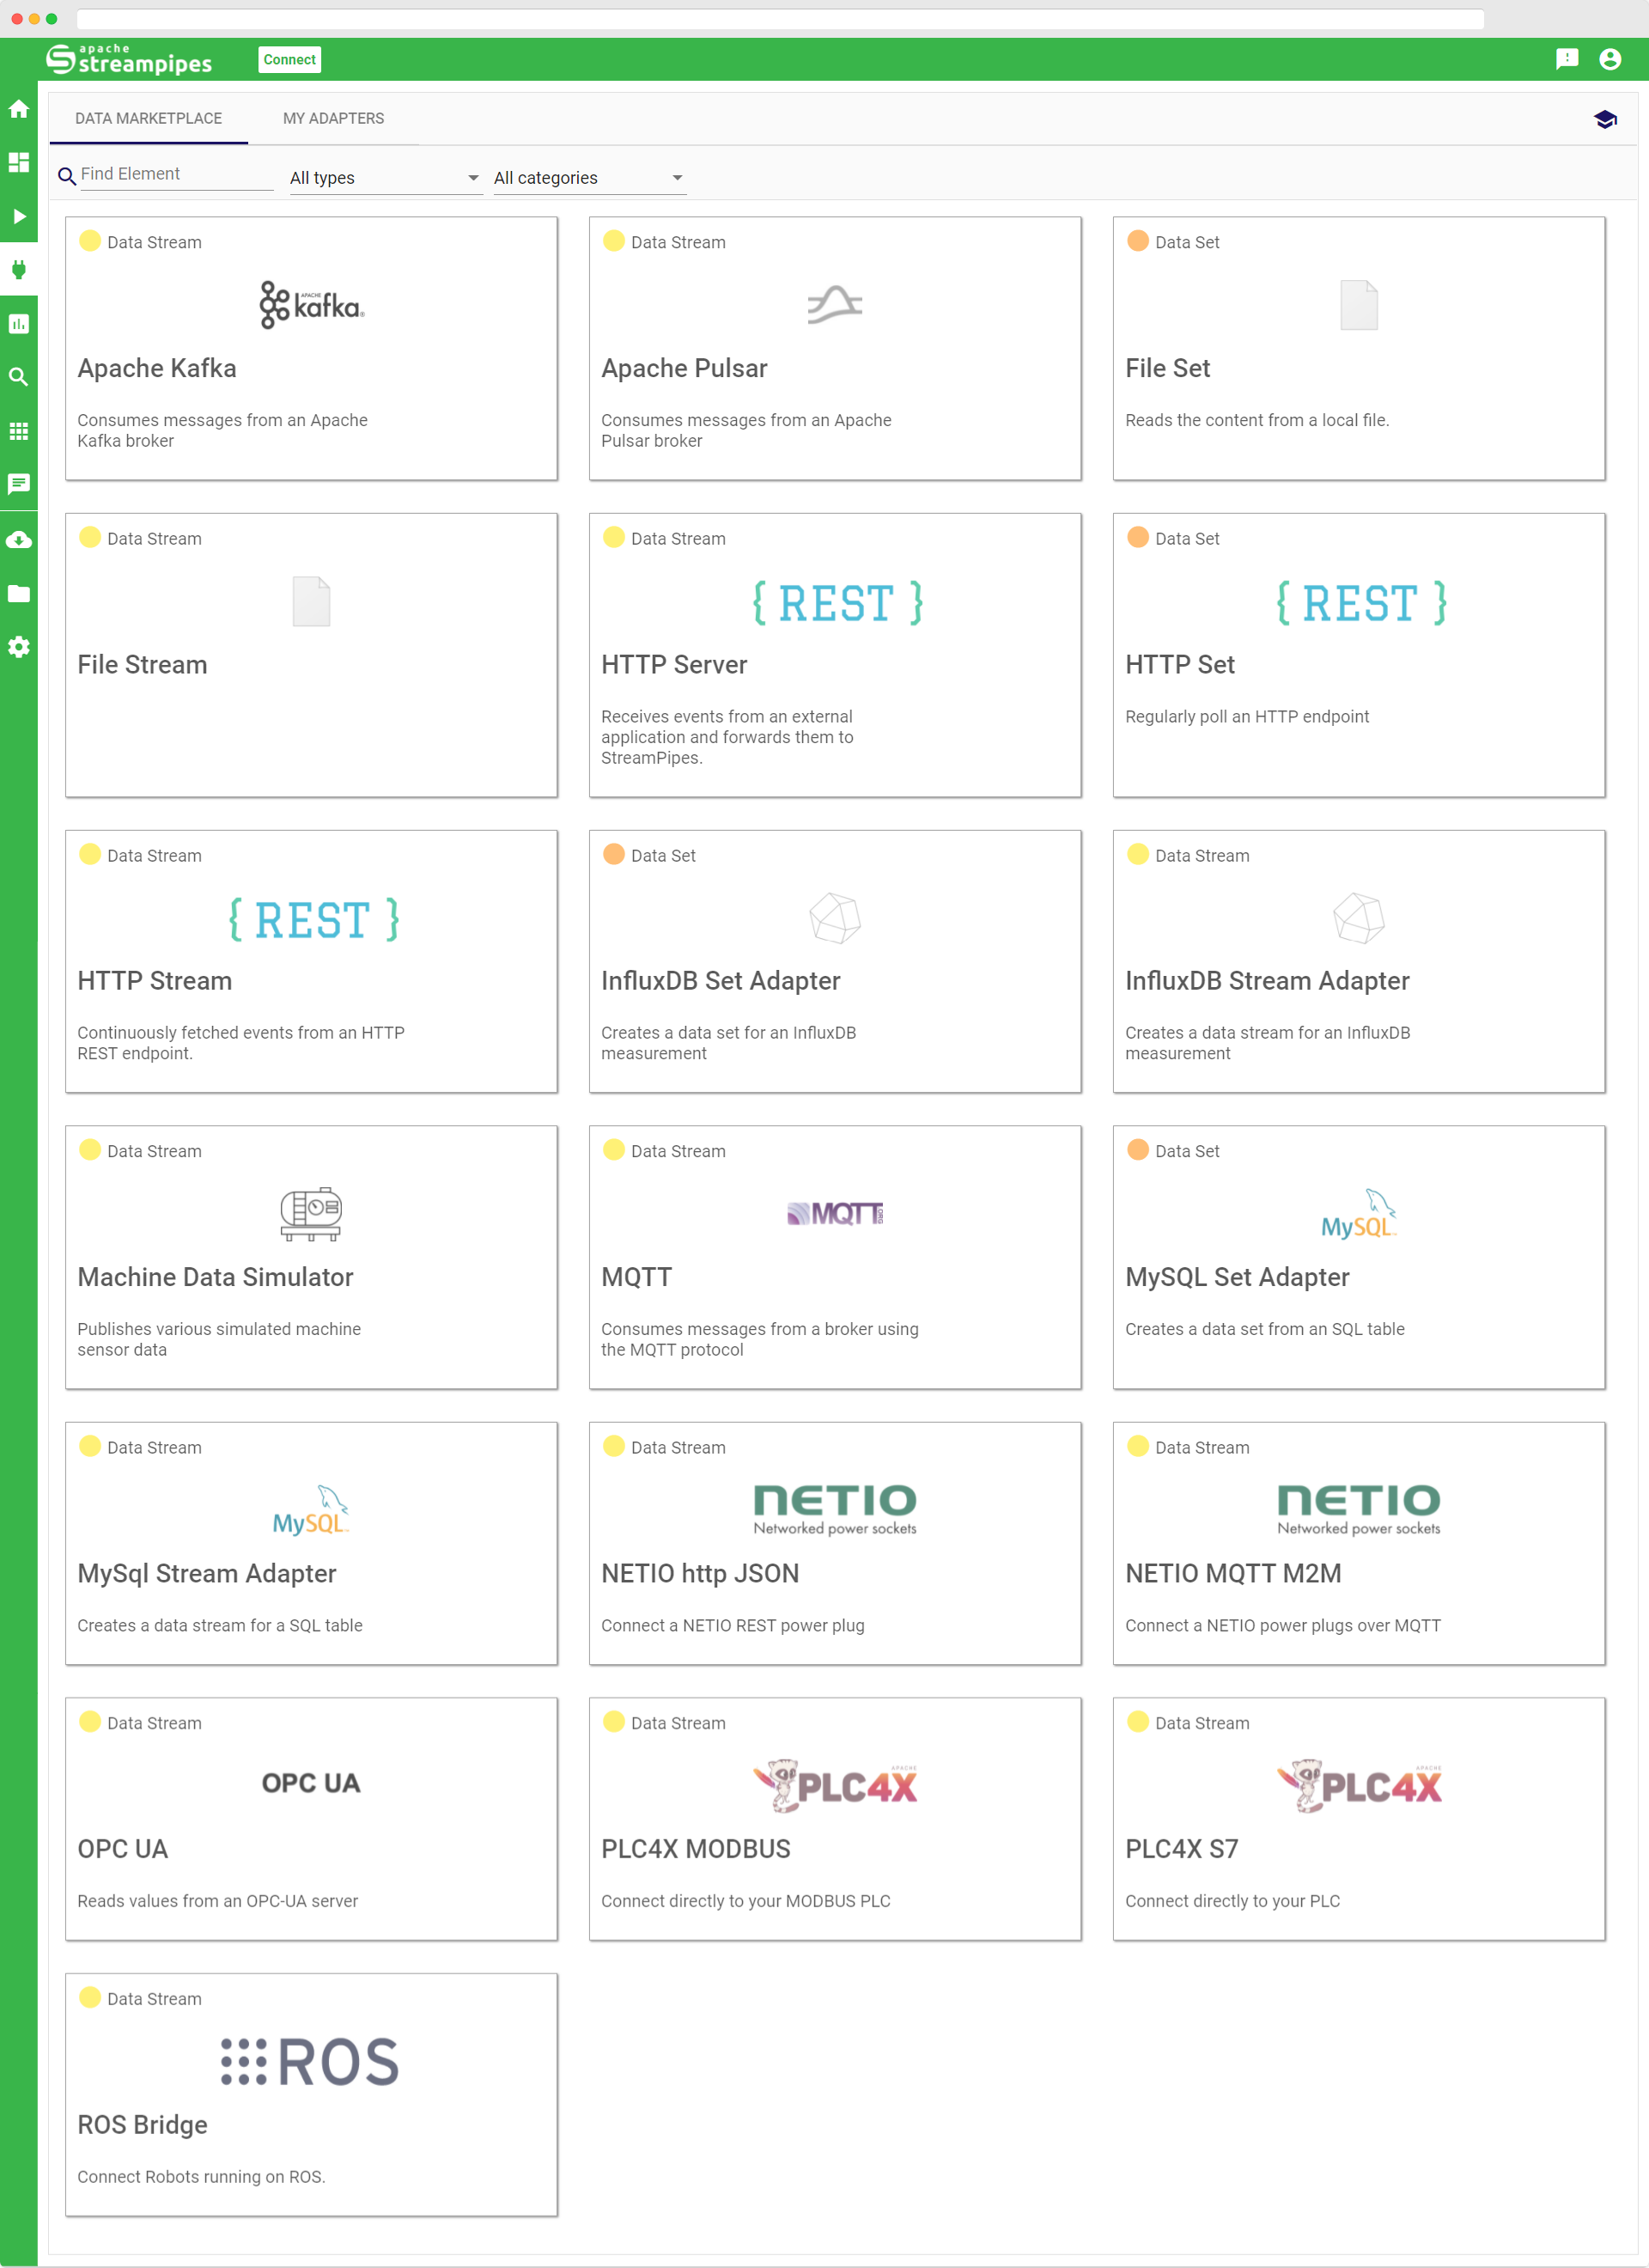 apache
streampipes
Connect
DATA MARKETPLACE
MY ADAPTERS
Find Element
All types
All categories
Data Stream
APACHE
kafka®
Apache Kafka
Consumes messages from an Apache
Kafka broker
Data Stream
Apache Pulsar
Consumes messages from an Apache
Pulsar broker
Data Set
File Set
Reads the content from a local file.
Data Stream
File Stream
Data Stream
{ REST }
HTTP Server
Receives events from an external
application and forwards them to
StreamPipes.
Data Set
{ REST }
HTTP Set
Regularly poll an HTTP endpoint
Data Stream
{ REST }
HTTP Stream
Continuously fetched events from an HTTP
REST endpoint.
Data Set
InfluxDB Set Adapter
Creates a data set for an InfluxDB
measurement
Data Stream
InfluxDB Stream Adapter
Creates a data stream for an InfluxDB
measurement
Data Stream
Machine Data Simulator
Publishes various simulated machine
sensor data
Data Stream
MQTT.ORG
MQTT
Consumes messages from a broker using
the MQTT protocol
Data Set
MySQL™
MySQL Set Adapter
Creates a data set from an SQL table
Data Stream
MySQL™
MySql Stream Adapter
Creates a data stream for a SQL table
Data Stream
NETIO
Networked power sockets
NETIO http JSON
Connect a NETIO REST power plug
Data Stream
NETIO
Networked power sockets
NETIO MQTT M2M
Connect a NETIO power plugs over MQTT
Data Stream
OPC UA
OPC UA
Reads values from an OPC-UA server
Data Stream
APACHE
PLC4X
PLC4X MODBUS
Connect directly to your MODBUS PLC
Data Stream
APACHE
PLC4X
PLC4X S7
Connect directly to your PLC
Data Stream
ROS
ROS Bridge
Connect Robots running on ROS.